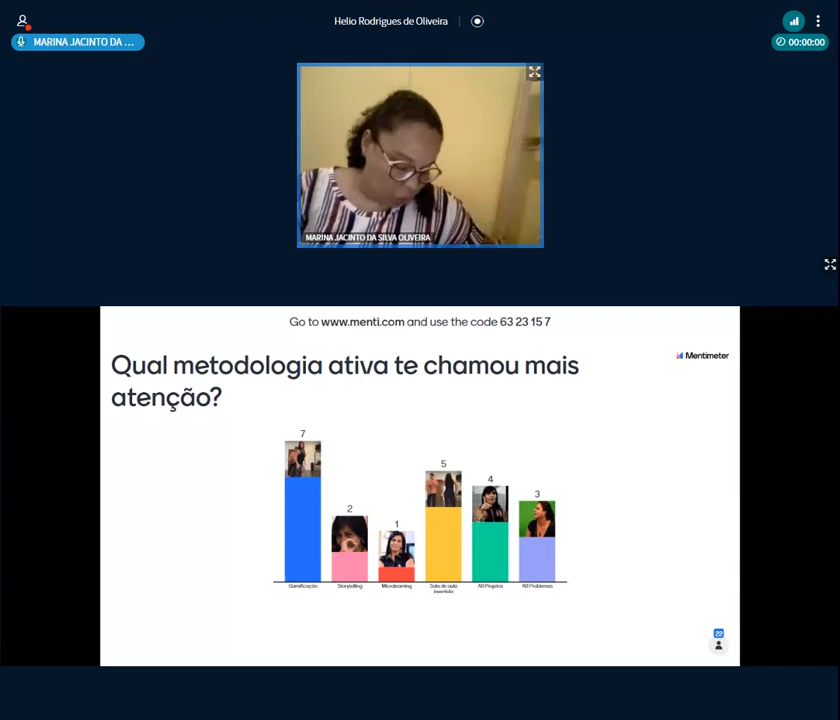 Helio Rodrigues de Oliveira
MARINA JACINTO DA ...
00:00:00
MARINA JACINTO DA SILVA OLIVEIRA
Go to www.menti.com and use the code 63 23 15 7
Mentimeter
Qual metodologia ativa te chamou mais
atenção?
7
2
1
5
4
3
Gamificação
Storytelling
Microlearning
Sala de aula
invertida
AB Projetos
AB Problemas
22